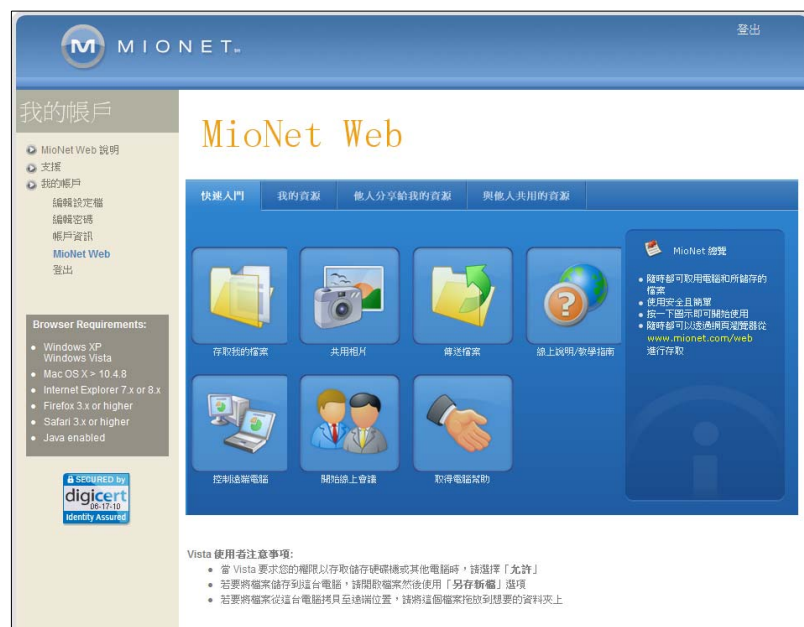 登出
M MIONET
我的帳戶
MioNet Web 說明
支援
我的帳戶
編輯設定檔
編輯密碼
帳戶資訊
MioNet Web
登出
Browser Requirements:
Windows XP
Windows Vista
Mac OS X > 10.4.8
Internet Explorer 7.x or 8.x
Firefox 3.x or higher
Safari 3.x or higher
Java enabled
SECURED by
digicert
06-17-10
Identity Assured
MioNet Web
快速入門 我的資源 他人分享給我的資源 與他人共用的資源
存取我的檔案 共用相片 傳送檔案 線上說明/教學指南
控制遠端電腦 開始線上會議 取得電腦幫助
MioNet 總覽
隨時都可取用電腦和所儲存的
檔案
使用安全且簡單
按一下圖示即可開始使用
隨時都可以透過網頁瀏覽器從
www.mionet.com/web
進行存取
Vista 使用者注意事項:
當 Vista 要求您的權限以存取儲存硬碟機或其他電腦時，請選擇「允許」
若要將檔案儲存到這台電腦，請開啟檔案然後使用「另存新檔」選項
若要將檔案從這台電腦拷貝至遠端位置，請將這個檔案拖放到想要的資料夾上